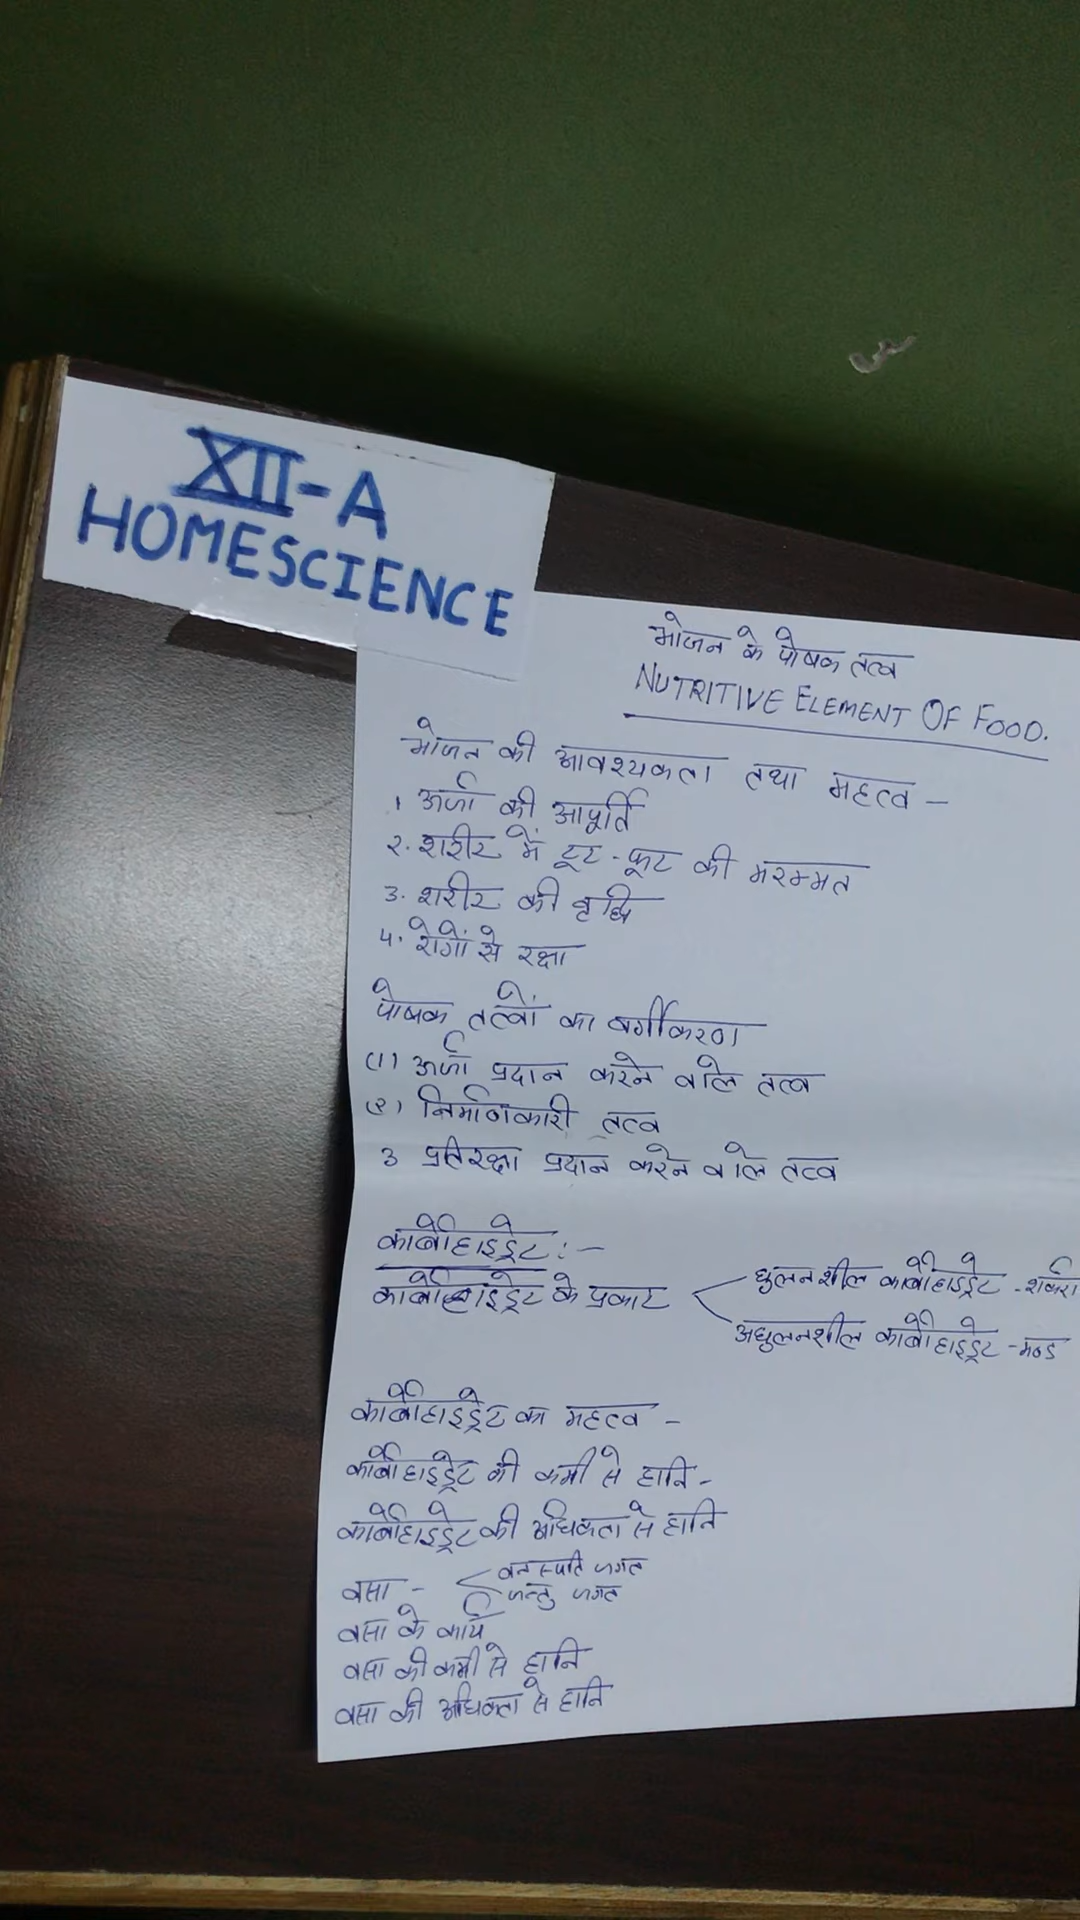 XII-A
HOMESCIENCE
भोजन के पोषक तत्व
NUTRITIVE ELEMENT OF FOOD.
भोजन की आवश्यकता तथा महत्व -
1 ऊर्जा की आपूर्ति
२. शरीर में टूट-फूट की मरम्मत
3. शरीर की वृद्धि
4. रोगों से रक्षा
पोषक तत्वों का वर्गीकरण
(1) ऊर्जा प्रदान करने वाले तत्व
(२) निर्माणकारी तत्व
3 प्रतिरक्षा प्रदान करने वाले तत्व
कार्बोहाइड्रेट :-
कार्बोहाइड्रेट के प्रकार
घुलनशील कार्बोहाइड्रेट - शर्करा
अघुलनशील कार्बोहाइड्रेट - मण्ड
कार्बोहाइड्रेट का महत्व -
कार्बोहाइड्रेट की कमी से हानि -
कार्बोहाइड्रेट की अधिकता से हानि
वसा - वनस्पति जगत
जन्तु जगत
वसा के कार्य
वसा की कमी से हानि
वसा की अधिकता से हानि